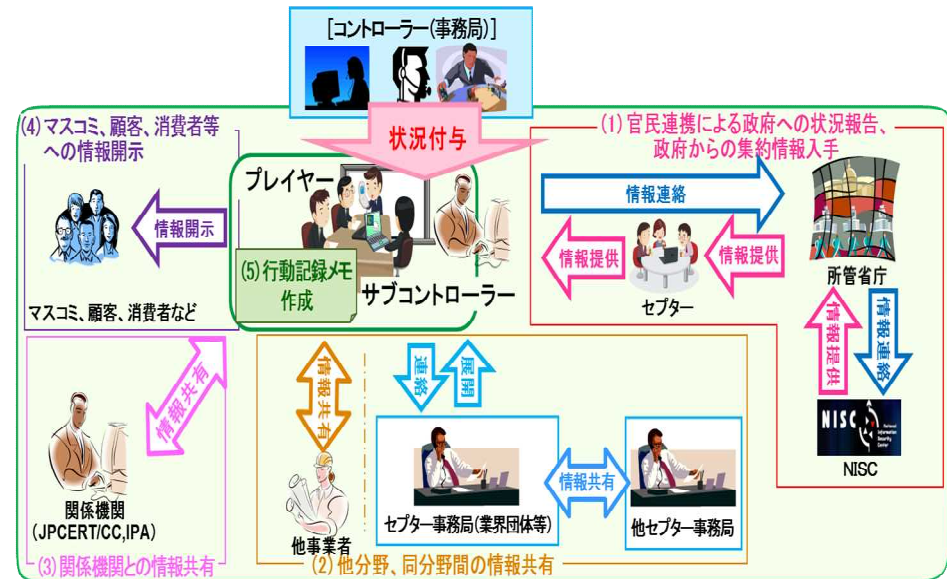 [コントローラー(事務局)]
状況付与
(4)マスコミ、顧客、消費者等
への情報開示
情報開示
マスコミ、顧客、消費者など
プレイヤー
(5)行動記録メモ
作成
サブコントローラー
(1)官民連携による政府への状況報告、
政府からの集約情報入手
情報連絡
情報提供
情報提供
セプター
所管省庁
情報提供
情報連絡
NISC
National
Information
Security
Center
NISC
情報共有
関係機関
(JPCERT/CC,IPA)
(3)関係機関との情報共有
情報共有
他事業者
連絡
展開
セプター事務局(業界団体等)
情報共有
他セプター事務局
(2)他分野、同分野間の情報共有